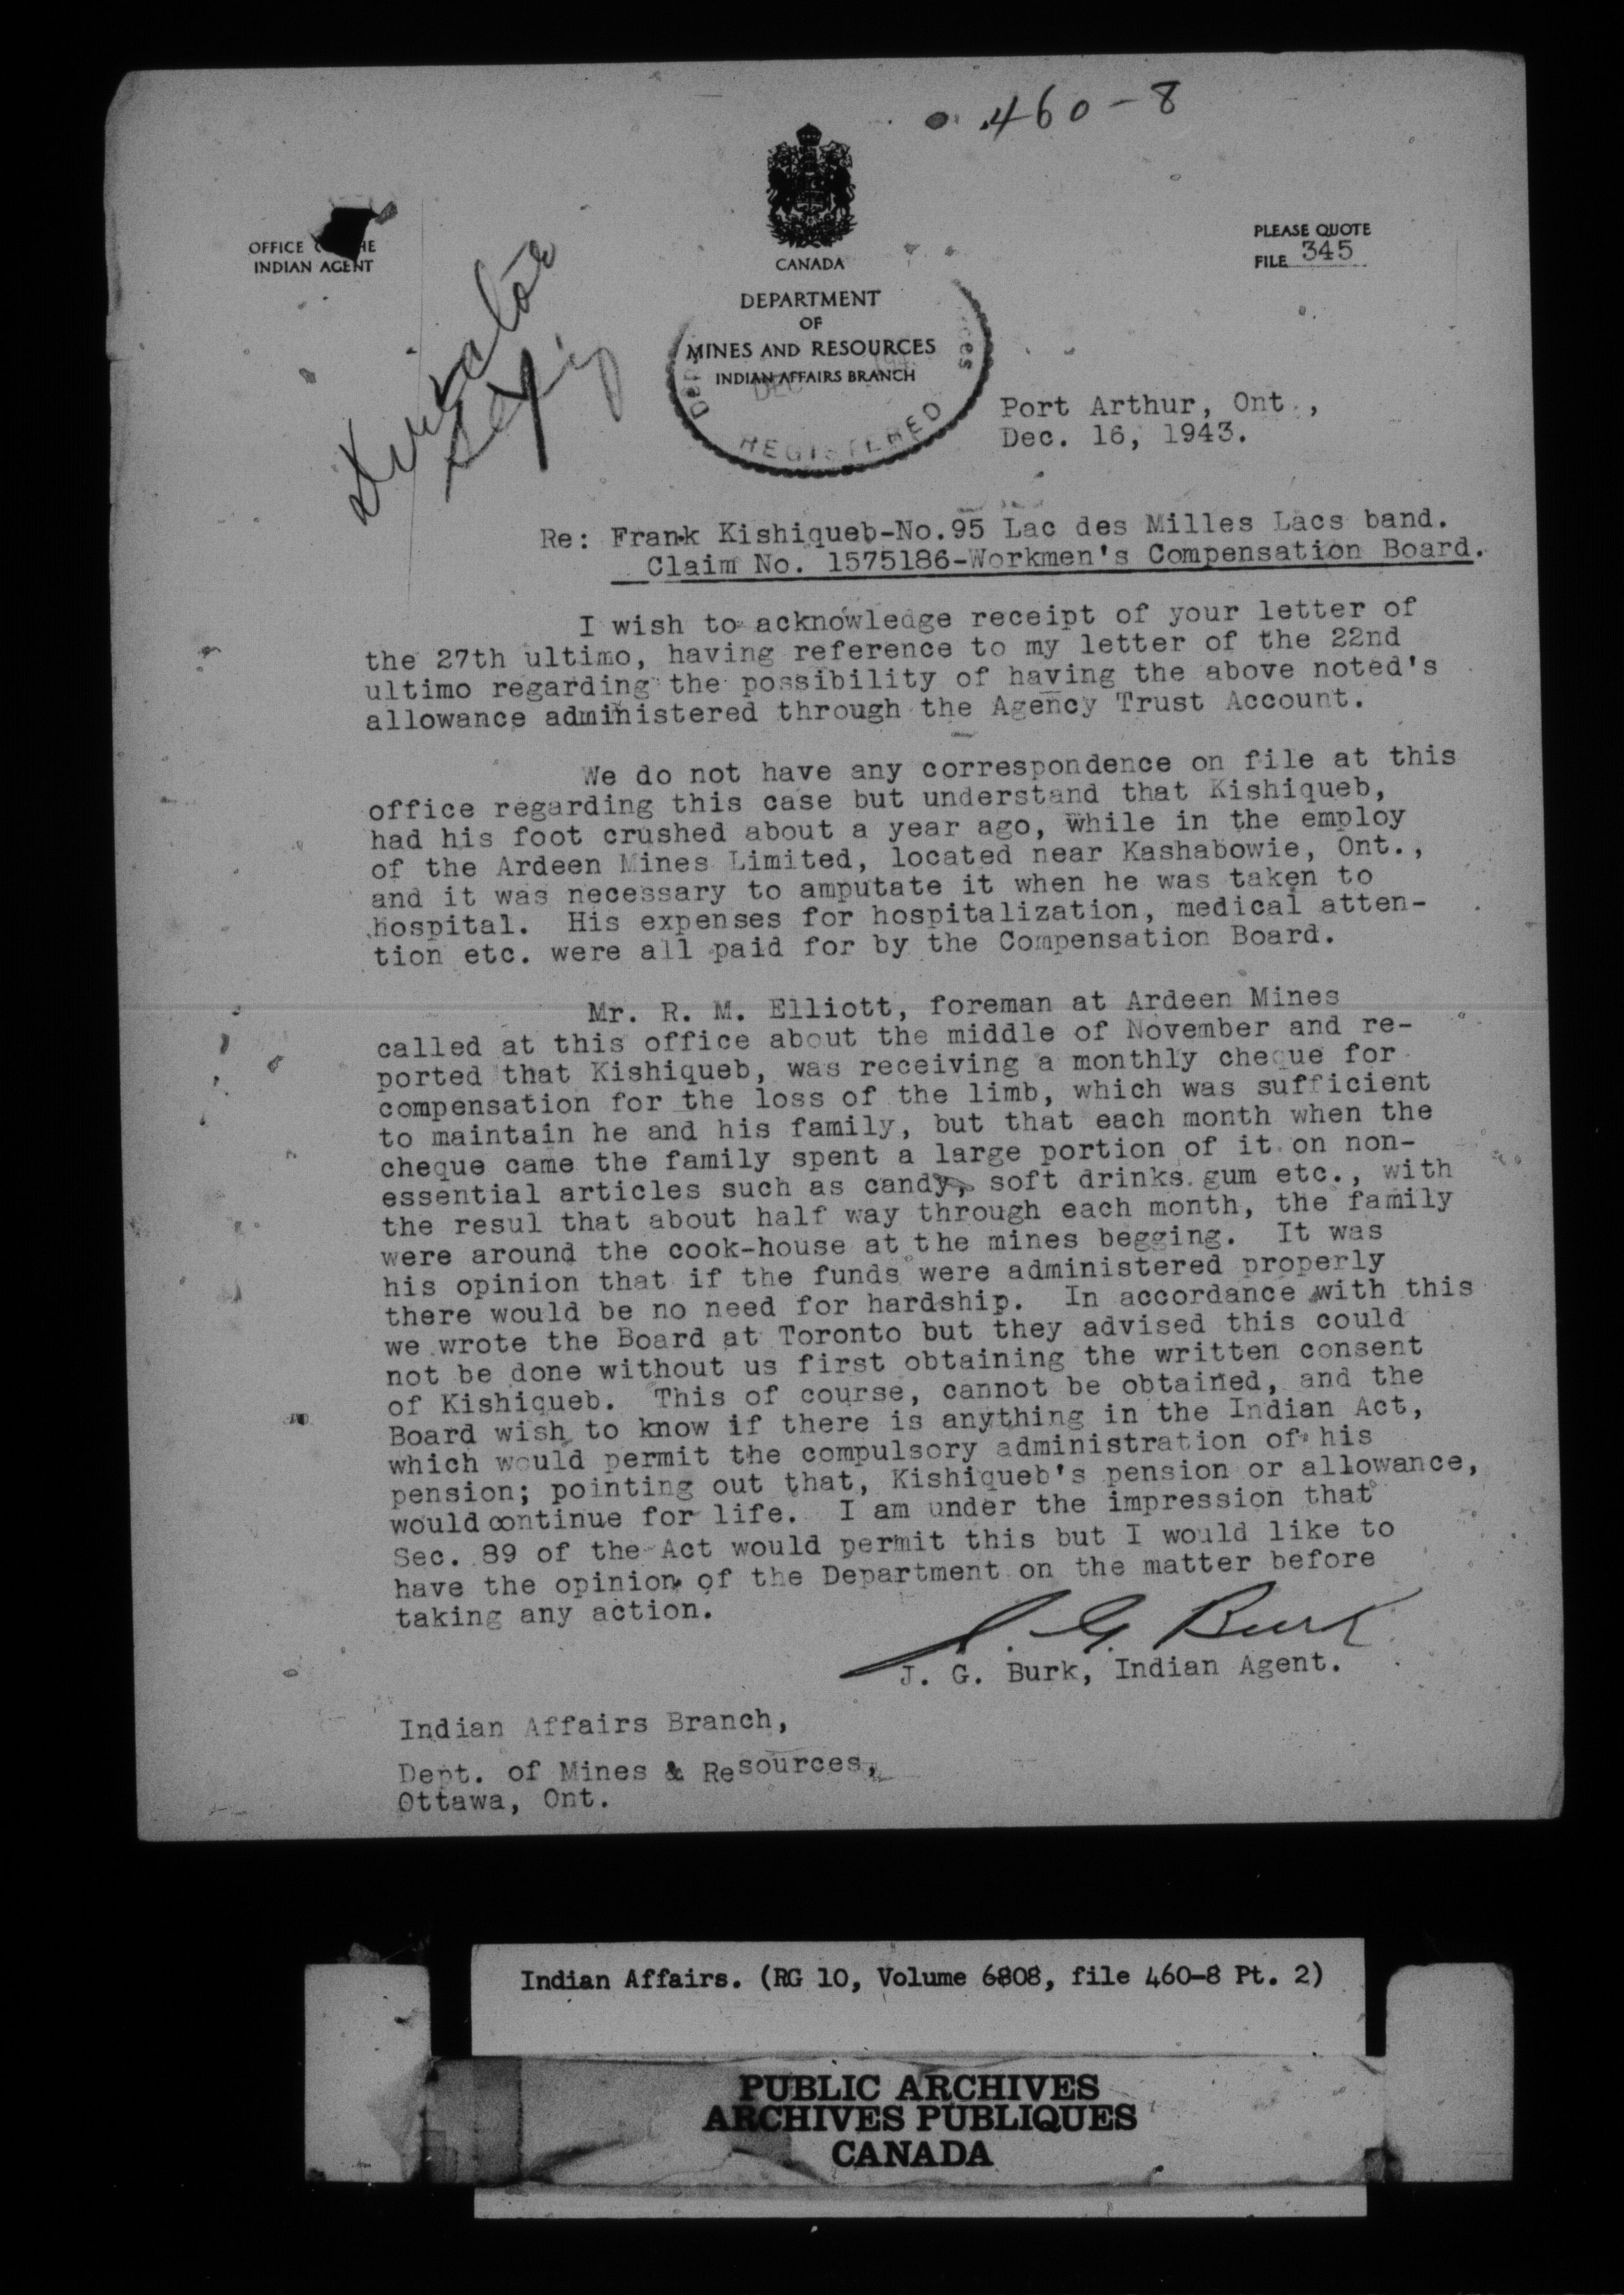 460-8
OFFICE HE
INDIAN AGENT
PLEASE QUOTE
FILE 345
CANADA
DEPARTMENT
OF
MINES AND RESOURCES
INDIAN AFFAIRS BRANCH
DEC
REGISTERED
Port Arthur, Ont.,
Dec. 16, 1943.
Re: Frank Kishiqueb-No.95 Lac des Milles Lacs band.
Claim No. 1575186-Workmen's Compensation Board.
I wish to acknowledge receipt of your letter of
the 27th ultimo, having reference to my letter of the 22nd
ultimo regarding the possibility of having the above noted's
allowance administered through the Agency Trust Account.
We do not have any correspondence on file at this
office regarding this case but understand that Kishiqueb,
had his foot crushed about a year ago, while in the employ
of the Ardeen Mines Limited, located near Kashabowie, Ont.,
and it was necessary to amputate it when he was taken to
hospital. His expenses for hospitalization, medical atten-
tion etc. were all paid for by the Compensation Board.
Mr. R. M. Elliott, foreman at Ardeen Mines
called at this office about the middle of November and re-
ported that Kishiqueb, was receiving a monthly cheque for
compensation for the loss of the limb, which was sufficient
to maintain he and his family, but that each month when the
cheque came the family spent a large portion of it on non-
essential articles such as candy, soft drinks. gum etc., with
the resul that about half way through each month, the family
were around the cook-house at the mines begging. It was
his opinion that if the funds were administered properly
there would be no need for hardship. In accordance with this
we wrote the Board at Toronto but they advised this could
not be done without us first obtaining the written consent
of Kishiqueb. This of course, cannot be obtained, and the
Board wish to know if there is anything in the Indian Act,
which would permit the compulsory administration of his
pension; pointing out that, Kishiqueb's pension or allowance,
would continue for life. I am under the impression that
Sec. 89 of the Act would permit this but I would like to
have the opinion of the Department on the matter before
taking any action.
J. G. Burk
J. G. Burk, Indian Agent.
Indian Affairs Branch,
Dept. of Mines & Resources,
Ottawa, Ont.
Indian Affairs. (RG 10, Volume 6808, file 460-8 Pt. 2)
PUBLIC ARCHIVES
ARCHIVES PUBLIQUES
CANADA